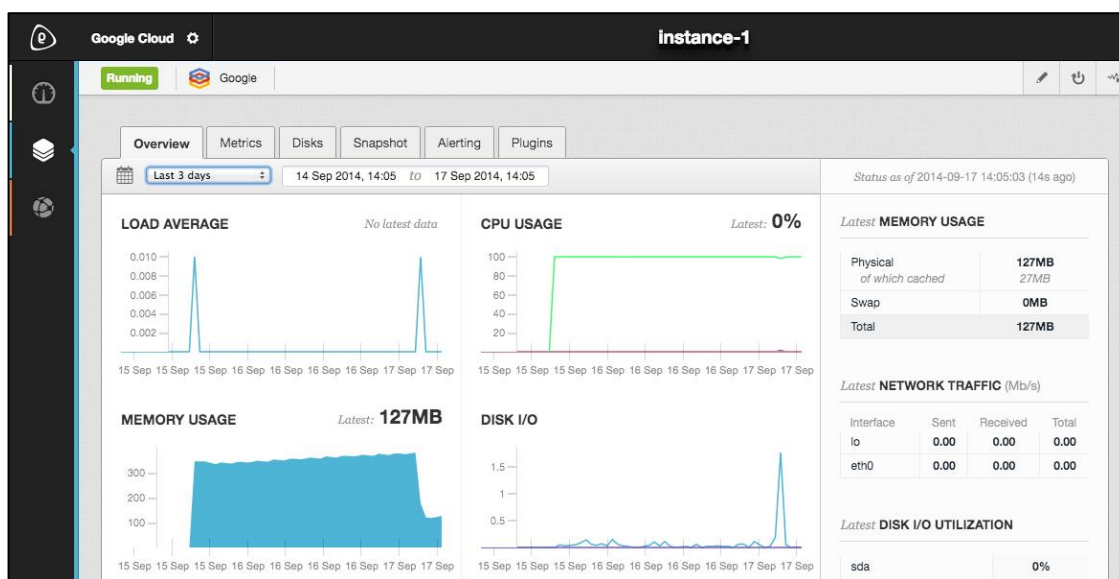 Google Cloud
instance-1
Running
Google
Overview Metrics Disks Snapshot Alerting Plugins
Last 3 days 14 Sep 2014, 14:05 to 17 Sep 2014, 14:05
Status as of 2014-09-17 14:05:03 (14s ago)
LOAD AVERAGE No latest data
0.010
0.008
0.006
0.004
0.002
15 Sep 15 Sep 15 Sep 16 Sep 16 Sep 16 Sep 16 Sep 17 Sep 17 Sep
CPU USAGE Latest: 0%
100
80
60
40
20
15 Sep 15 Sep 15 Sep 16 Sep 16 Sep 16 Sep 16 Sep 17 Sep 17 Sep
MEMORY USAGE Latest: 127MB
300
200
100
15 Sep 15 Sep 15 Sep 16 Sep 16 Sep 16 Sep 16 Sep 17 Sep 17 Sep
DISK I/O
1.5
1
0.5
15 Sep 15 Sep 15 Sep 16 Sep 16 Sep 16 Sep 16 Sep 17 Sep 17 Sep
Latest MEMORY USAGE
Physical 127MB
of which cached 27MB
Swap 0MB
Total 127MB
Latest NETWORK TRAFFIC (Mb/s)
Interface Sent Received Total
lo 0.00 0.00 0.00
eth0 0.00 0.00 0.00
Latest DISK I/O UTILIZATION
sda 0%